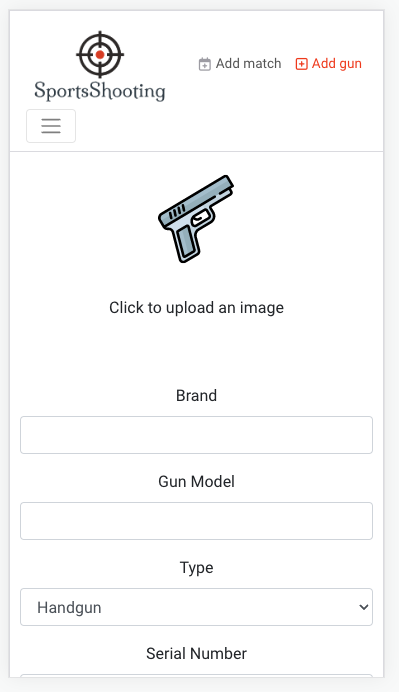 SportsShooting
Add match
Add gun
Click to upload an image
Brand
Gun Model
Type
Handgun
Serial Number